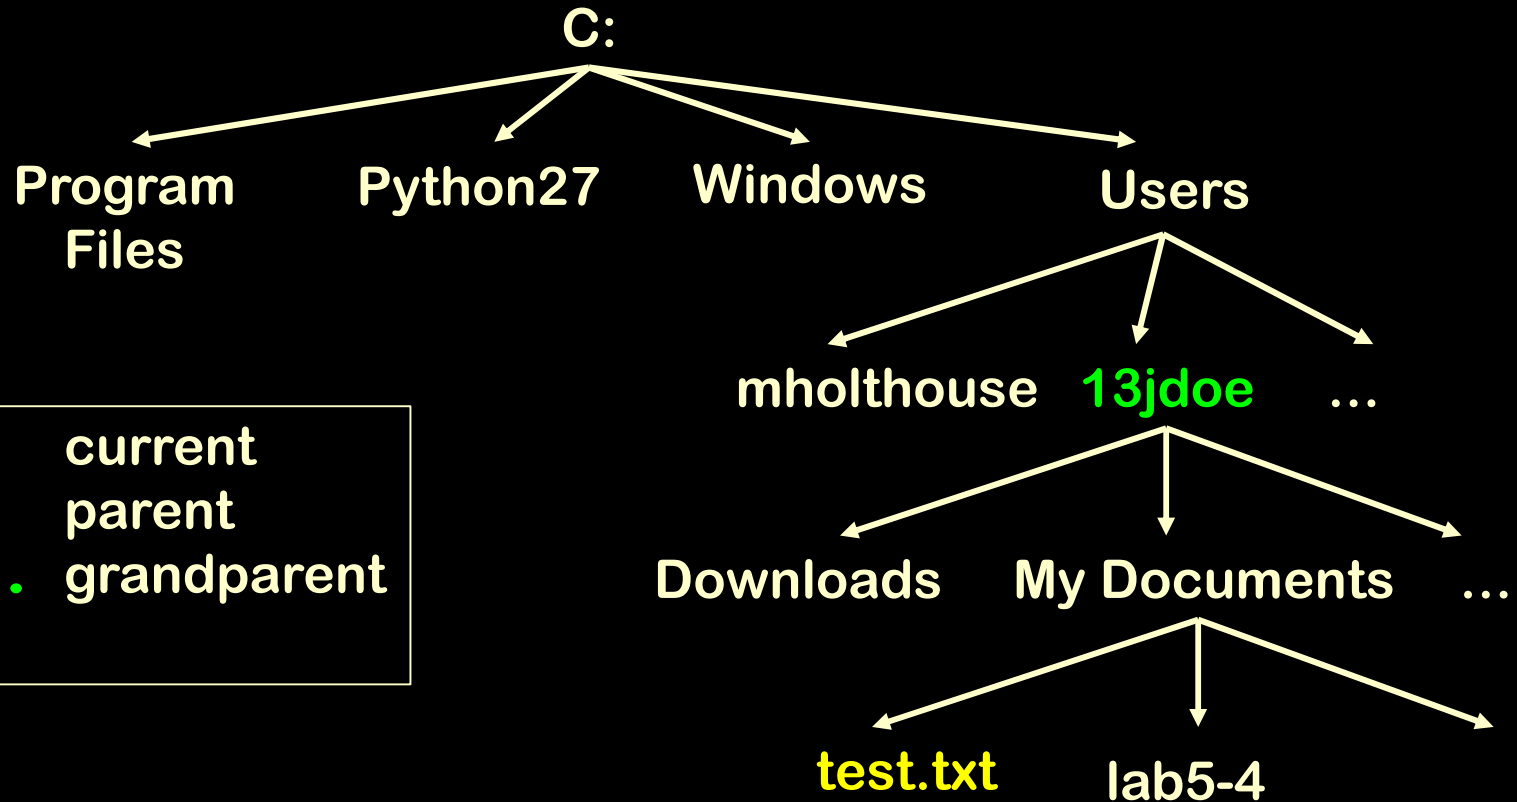 C:
Program Python27 Windows Users
Files
mholthouse 13jdoe ...
current
parent
. grandparent
Downloads My Documents ...
test.txt lab5-4